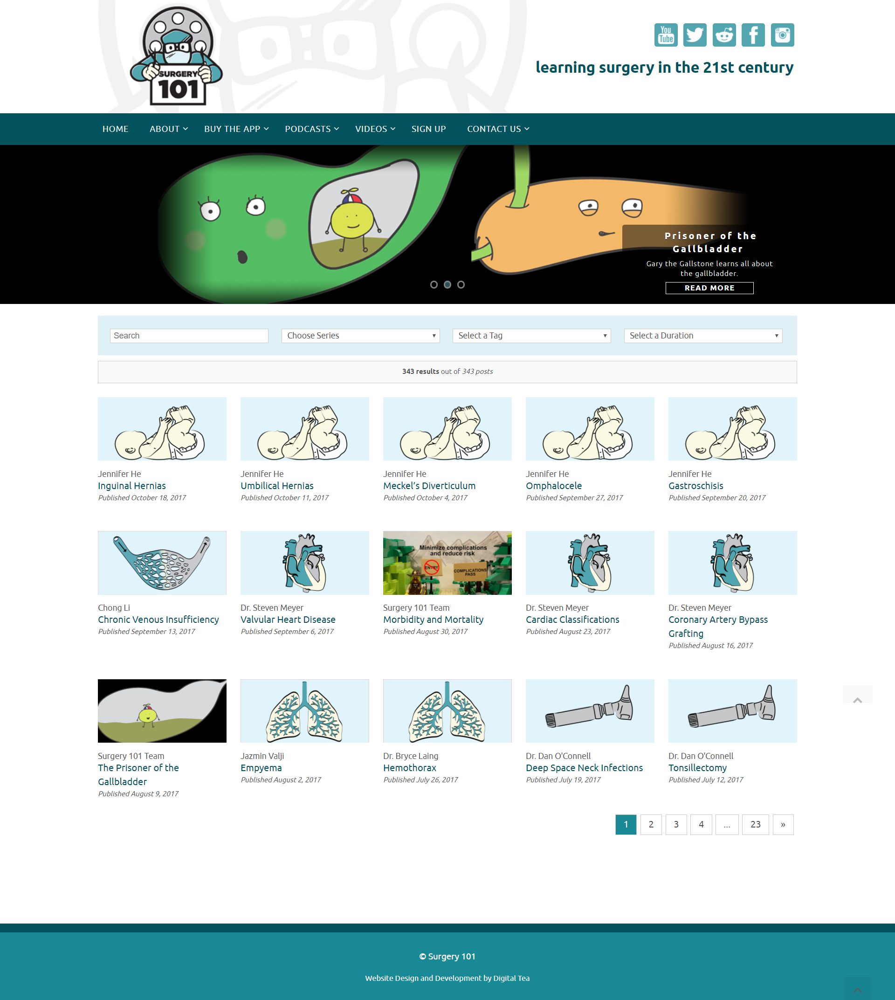 SURGERY
101
You
Tube
learning surgery in the 21st century
HOME ABOUT BUY THE APP PODCASTS VIDEOS SIGN UP CONTACT US
Prisoner of the
Gallbladder
Gary the Gallstone learns all about
the gallbladder.
READ MORE
Search Choose Series Select a Tag Select a Duration
343 results out of 343 posts
Jennifer He
Inguinal Hernias
Published October 18, 2017
Jennifer He
Umbilical Hernias
Published October 11, 2017
Jennifer He
Meckel’s Diverticulum
Published October 4, 2017
Jennifer He
Omphalocele
Published September 27, 2017
Jennifer He
Gastroschisis
Published September 20, 2017
Chong Li
Chronic Venous Insufficiency
Published September 13, 2017
Dr. Steven Meyer
Valvular Heart Disease
Published September 6, 2017
Minimize complications
and reduce risk
ENTRY
COMPLICATIONS
PASS
Surgery 101 Team
Morbidity and Mortality
Published August 30, 2017
Dr. Steven Meyer
Cardiac Classifications
Published August 23, 2017
Dr. Steven Meyer
Coronary Artery Bypass
Grafting
Published August 16, 2017
Surgery 101 Team
The Prisoner of the
Gallbladder
Published August 9, 2017
Jazmin Valji
Empyema
Published August 2, 2017
Dr. Bryce Laing
Hemothorax
Published July 26, 2017
Dr. Dan O'Connell
Deep Space Neck Infections
Published July 19, 2017
Dr. Dan O'Connell
Tonsillectomy
Published July 12, 2017
1 2 3 4 ... 23 »
© Surgery 101
Website Design and Development by Digital Tea